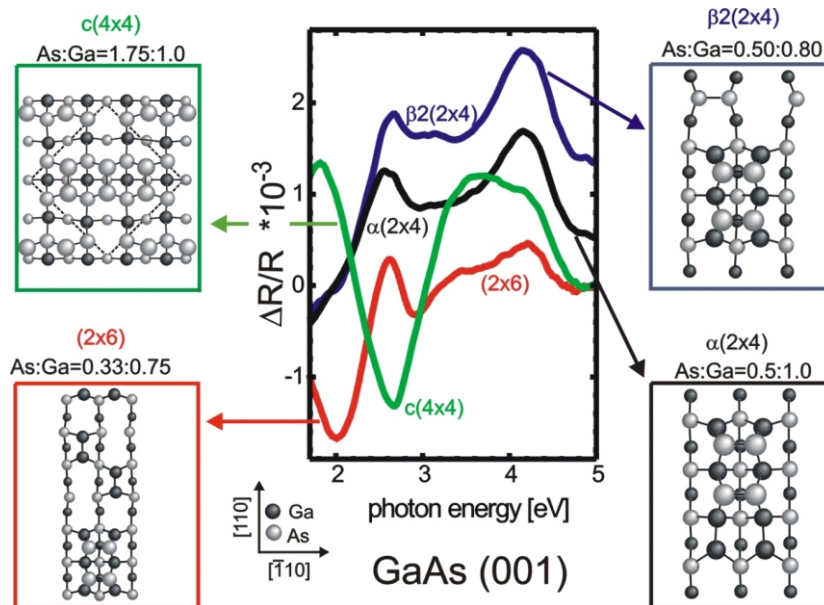 c(4x4)
As:Ga=1.75:1.0
β2(2x4)
As:Ga=0.50:0.80
(2x6)
As:Ga=0.33:0.75
α(2x4)
As:Ga=0.5:1.0
ΔR/R *10⁻³
2
1
0
-1
β2(2x4)
α(2x4)
(2x6)
c(4x4)
2 3 4 5
photon energy [eV]
[110]
Ga
As
[1̅10]
GaAs (001)